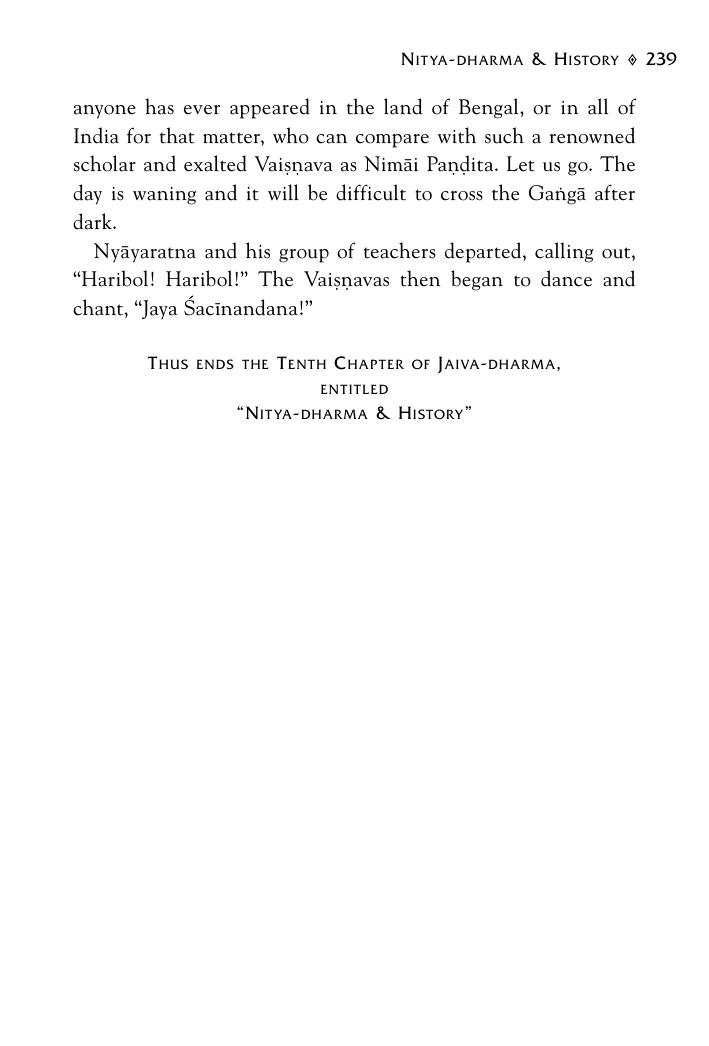 Nitya-dharma & History ◈ 239
anyone has ever appeared in the land of Bengal, or in all of
India for that matter, who can compare with such a renowned
scholar and exalted Vaiṣṇava as Nimāi Paṇḍita. Let us go. The
day is waning and it will be difficult to cross the Gaṅgā after
dark.
Nyāyaratna and his group of teachers departed, calling out,
“Haribol! Haribol!” The Vaiṣṇavas then began to dance and
chant, “Jaya Śacīnandana!”
Thus ends the Tenth Chapter of Jaiva-dharma,
entitled
“Nitya-dharma & History”